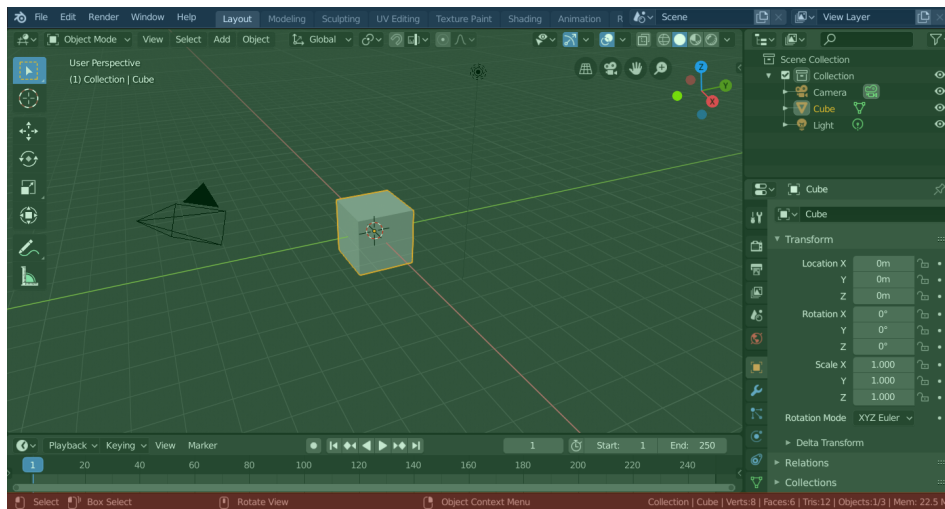 File Edit Render Window Help Layout Modeling Sculpting UV Editing Texture Paint Shading Animation R Scene View Layer
Object Mode View Select Add Object Global
User Perspective
(1) Collection | Cube
Z
Y
X
Scene Collection
Collection
Camera
Cube
Light
Cube
Cube
Transform
Location X 0m
Y 0m
Z 0m
Rotation X 0°
Y 0°
Z 0°
Scale X 1.000
Y 1.000
Z 1.000
Rotation Mode XYZ Euler
Delta Transform
Relations
Collections
Playback Keying View Marker 1 Start: 1 End: 250
1 20 40 60 80 100 120 140 160 180 200 220 240
Select Box Select Rotate View Object Context Menu Collection | Cube | Verts:8 | Faces:6 | Tris:12 | Objects:1/3 | Mem: 22.5